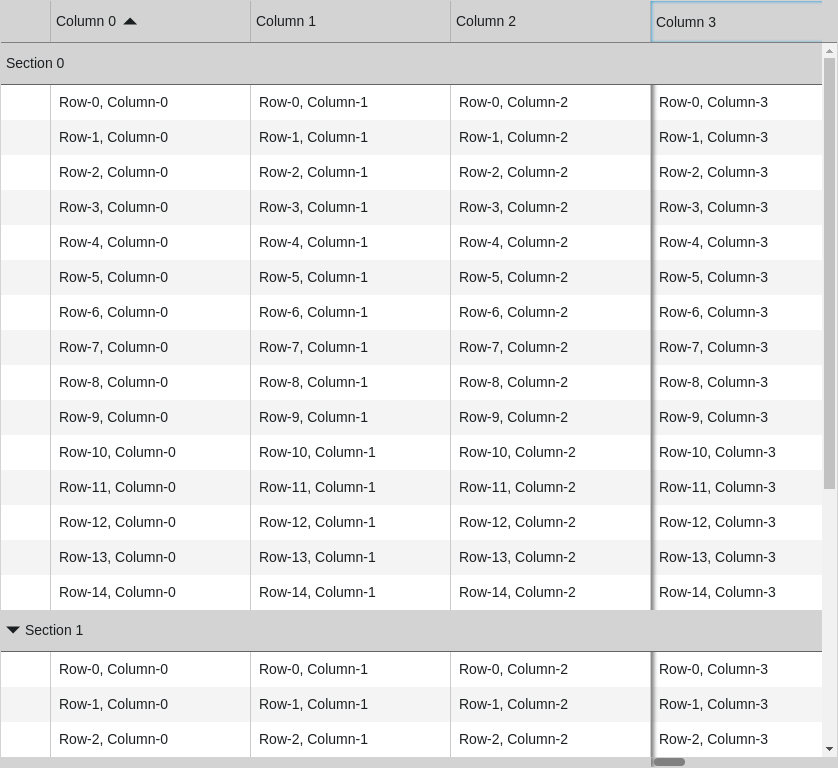 Column 0 Column 1 Column 2 Column 3
Section 0
Row-0, Column-0 Row-0, Column-1 Row-0, Column-2 Row-0, Column-3
Row-1, Column-0 Row-1, Column-1 Row-1, Column-2 Row-1, Column-3
Row-2, Column-0 Row-2, Column-1 Row-2, Column-2 Row-2, Column-3
Row-3, Column-0 Row-3, Column-1 Row-3, Column-2 Row-3, Column-3
Row-4, Column-0 Row-4, Column-1 Row-4, Column-2 Row-4, Column-3
Row-5, Column-0 Row-5, Column-1 Row-5, Column-2 Row-5, Column-3
Row-6, Column-0 Row-6, Column-1 Row-6, Column-2 Row-6, Column-3
Row-7, Column-0 Row-7, Column-1 Row-7, Column-2 Row-7, Column-3
Row-8, Column-0 Row-8, Column-1 Row-8, Column-2 Row-8, Column-3
Row-9, Column-0 Row-9, Column-1 Row-9, Column-2 Row-9, Column-3
Row-10, Column-0 Row-10, Column-1 Row-10, Column-2 Row-10, Column-3
Row-11, Column-0 Row-11, Column-1 Row-11, Column-2 Row-11, Column-3
Row-12, Column-0 Row-12, Column-1 Row-12, Column-2 Row-12, Column-3
Row-13, Column-0 Row-13, Column-1 Row-13, Column-2 Row-13, Column-3
Row-14, Column-0 Row-14, Column-1 Row-14, Column-2 Row-14, Column-3
Section 1
Row-0, Column-0 Row-0, Column-1 Row-0, Column-2 Row-0, Column-3
Row-1, Column-0 Row-1, Column-1 Row-1, Column-2 Row-1, Column-3
Row-2, Column-0 Row-2, Column-1 Row-2, Column-2 Row-2, Column-3